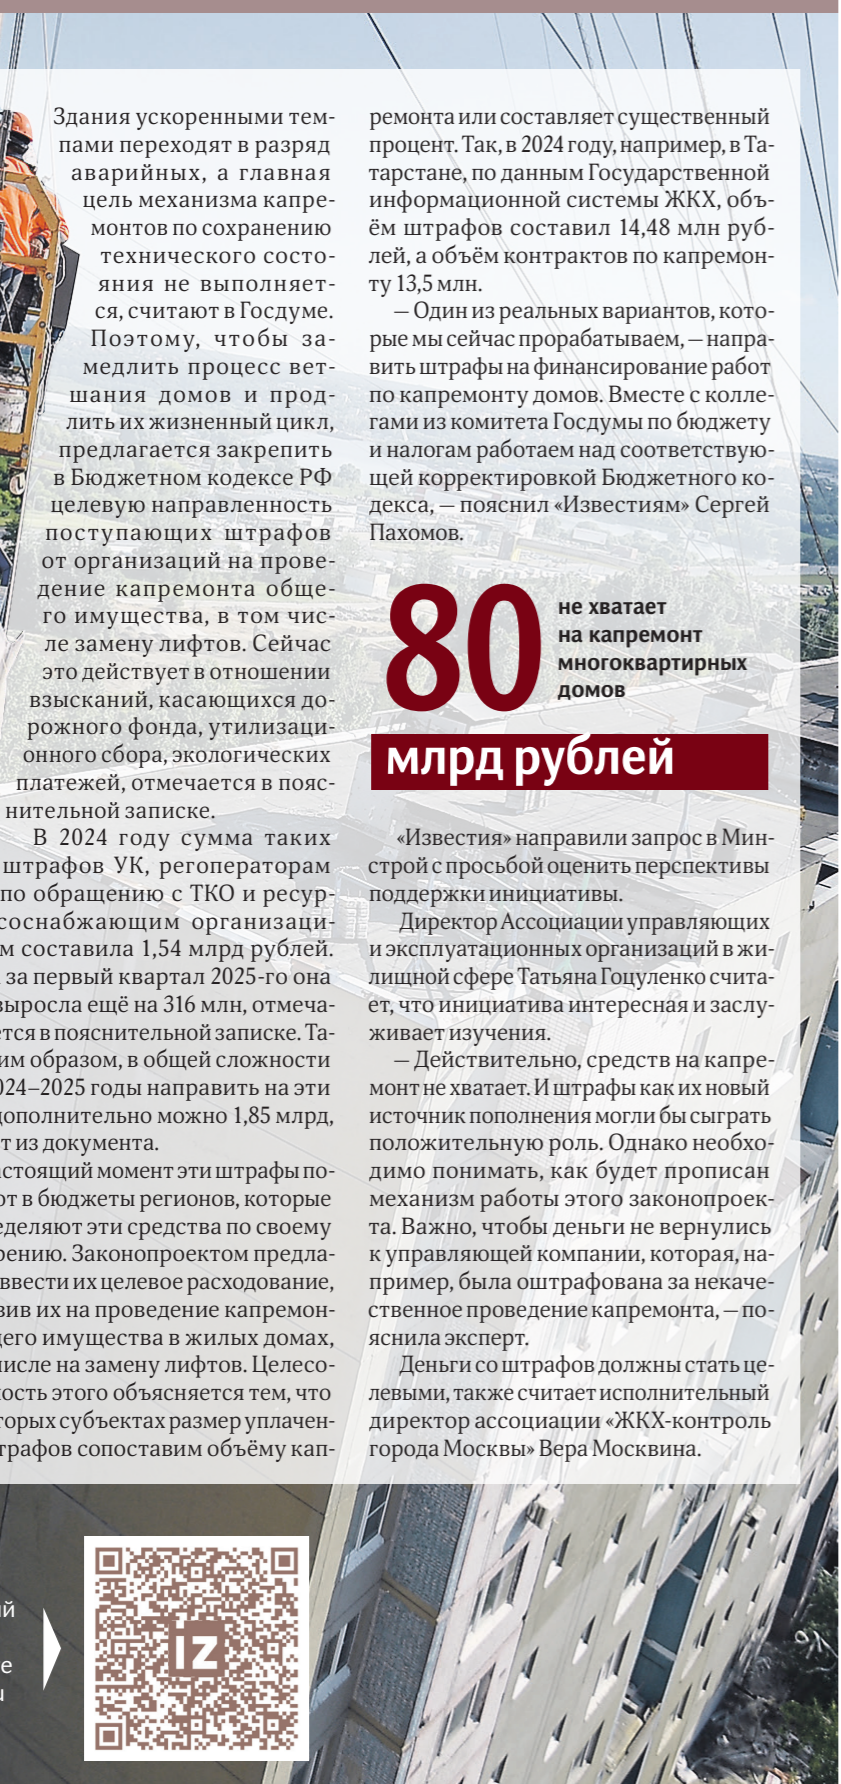 Здания ускоренными тем-
пами переходят в разряд
аварийных, а главная
цель механизма капре-
монтов по сохранению
технического состо-
яния не выполняет-
ся, считают в Госдуме.
Поэтому, чтобы за-
медлить процесс вет-
шания домов и прод-
лить их жизненный цикл,
предлагается закрепить
в Бюджетном кодексе РФ
целевую направленность
поступающих штрафов
от организаций на прове-
дение капремонта обще-
го имущества, в том чис-
ле замену лифтов. Сейчас
это действует в отношении
взысканий, касающихся до-
рожного фонда, утилизаци-
онного сбора, экологических
платежей, отмечается в пояс-
нительной записке.
В 2024 году сумма таких
штрафов УК, регоператорам
по обращению с ТКО и ресур-
соснабжающим организаци-
м составила 1,54 млрд рублей.
за первый квартал 2025-го она
выросла ещё на 316 млн, отмеча-
ется в пояснительной записке. Та-
им образом, в общей сложности
024–2025 годы направить на эти
дополнительно можно 1,85 млрд,
т из документа.
астоящий момент эти штрафы по-
от в бюджеты регионов, которые
еделяют эти средства по своему
рению. Законопроектом предла-
ввести их целевое расходование,
зив их на проведение капремон-
щего имущества в жилых домах,
числе на замену лифтов. Целесо-
ность этого объясняется тем, что
торых субъектах размер уплачен-
трафов сопоставим объёму кап-
ремонта или составляет существенный
процент. Так, в 2024 году, например, в Та-
тарстане, по данным Государственной
информационной системы ЖКХ, объ-
ём штрафов составил 14,48 млн руб-
лей, а объём контрактов по капремон-
ту 13,5 млн.
— Один из реальных вариантов, кото-
рые мы сейчас прорабатываем, — напра-
вить штрафы на финансирование работ
по капремонту домов. Вместе с колле-
гами из комитета Госдумы по бюджету
и налогам работаем над соответствую-
щей корректировкой Бюджетного ко-
декса, — пояснил «Известиям» Сергей
Пахомов.
80
не хватает
на капремонт
многоквартирных
домов
млрд рублей
«Известия» направили запрос в Мин-
строй с просьбой оценить перспективы
поддержки инициативы.
Директор Ассоциации управляющих
и эксплуатационных организаций в жи-
лищной сфере Татьяна Гоцуленко счита-
ет, что инициатива интересная и заслу-
живает изучения.
— Действительно, средств на капре-
монт не хватает. И штрафы как их новый
источник пополнения могли бы сыграть
положительную роль. Однако необхо-
димо понимать, как будет прописан
механизм работы этого законопроек-
та. Важно, чтобы деньги не вернулись
к управляющей компании, которая, на-
пример, была оштрафована за некаче-
ственное проведение капремонта, — по-
яснила эксперт.
Деньги со штрафов должны стать це-
левыми, также считает исполнительный
директор ассоциации «ЖКХ-контроль
города Москвы» Вера Москвина.
ий
е
u
IZ